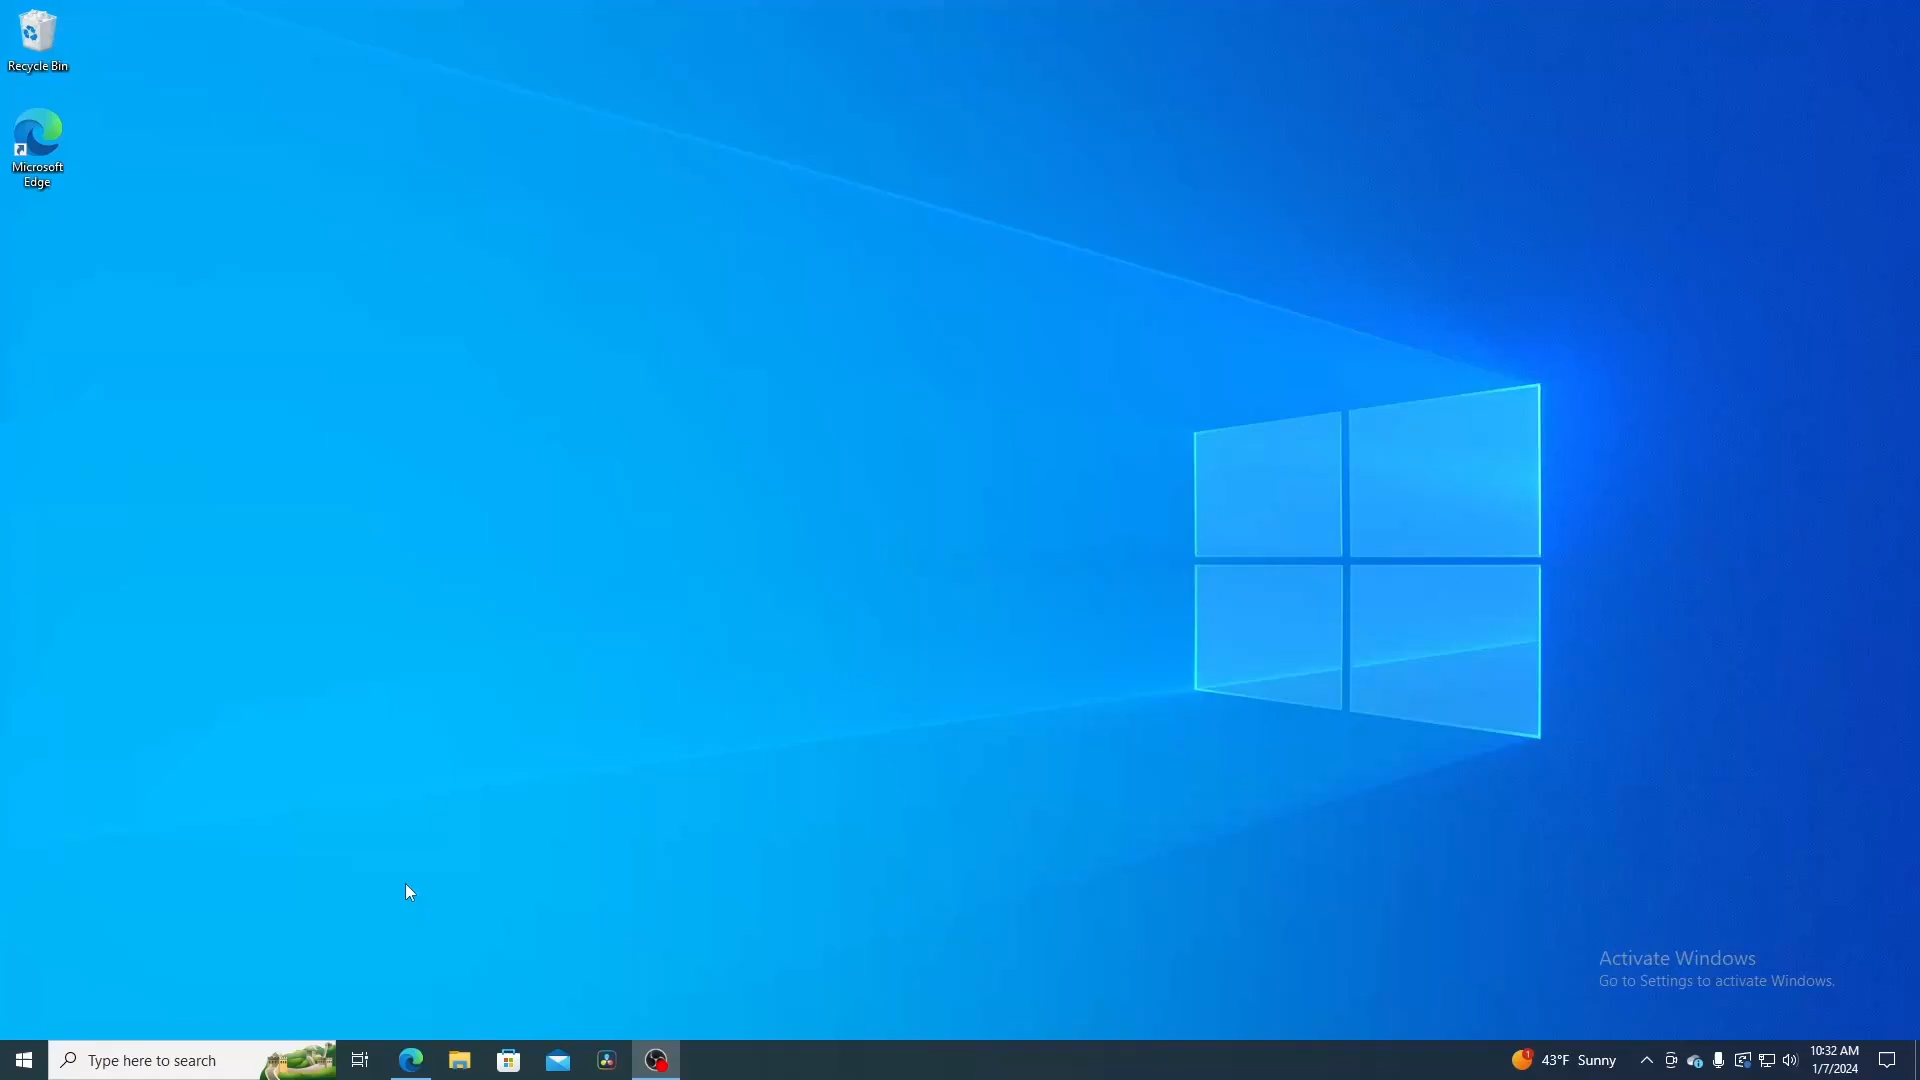 Recycle Bin
Microsoft
Edge
Activate Windows
Go to Settings to activate Windows.
Type here to search
1
43°F Sunny
10:32 AM
1/7/2024